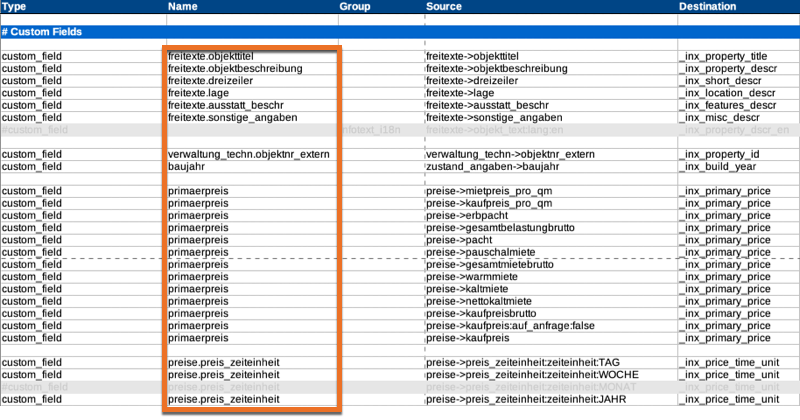 Type Name Group Source Destination
# Custom Fields
custom_field freitexte.objekttitel freitexte->objekttitel _inx_property_title
custom_field freitexte.objektbeschreibung freitexte->objektbeschreibung _inx_property_descr
custom_field freitexte.dreizeiler freitexte->dreizeiler _inx_short_descr
custom_field freitexte.lage freitexte->lage _inx_location_descr
custom_field freitexte.ausstatt_beschr freitexte->ausstatt_beschr _inx_features_descr
custom_field freitexte.sonstige_angaben freitexte->sonstige_angaben _inx_misc_descr
#custom_field infotext_i18n freitexte->objekt_text:lang:en _inx_property_dscr_en
custom_field verwaltung_techn.objektnr_extern verwaltung_techn->objektnr_extern _inx_property_id
custom_field baujahr zustand_angaben->baujahr _inx_build_year
custom_field primaerpreis preise->mietpreis_pro_qm _inx_primary_price
custom_field primaerpreis preise->kaufpreis_pro_qm _inx_primary_price
custom_field primaerpreis preise->erbpacht _inx_primary_price
custom_field primaerpreis preise->gesamtbelastungbrutto _inx_primary_price
custom_field primaerpreis preise->pacht _inx_primary_price
custom_field primaerpreis preise->pauschalmiete _inx_primary_price
custom_field primaerpreis preise->gesamtmietebrutto _inx_primary_price
custom_field primaerpreis preise->warmmiete _inx_primary_price
custom_field primaerpreis preise->kaltmiete _inx_primary_price
custom_field primaerpreis preise->nettokaltmiete _inx_primary_price
custom_field primaerpreis preise->kaufpreisbrutto _inx_primary_price
custom_field primaerpreis preise->kaufpreis:auf_anfrage:false _inx_primary_price
custom_field primaerpreis preise->kaufpreis _inx_primary_price
custom_field preise.preis_zeiteinheit preise->preis_zeiteinheit:zeiteinheit:TAG _inx_price_time_unit
custom_field preise.preis_zeiteinheit preise->preis_zeiteinheit:zeiteinheit:WOCHE _inx_price_time_unit
#custom_field preise.preis_zeiteinheit preise->preis_zeiteinheit:zeiteinheit:MONAT _inx_price_time_unit
custom_field preise.preis_zeiteinheit preise->preis_zeiteinheit:zeiteinheit:JAHR _inx_price_time_unit